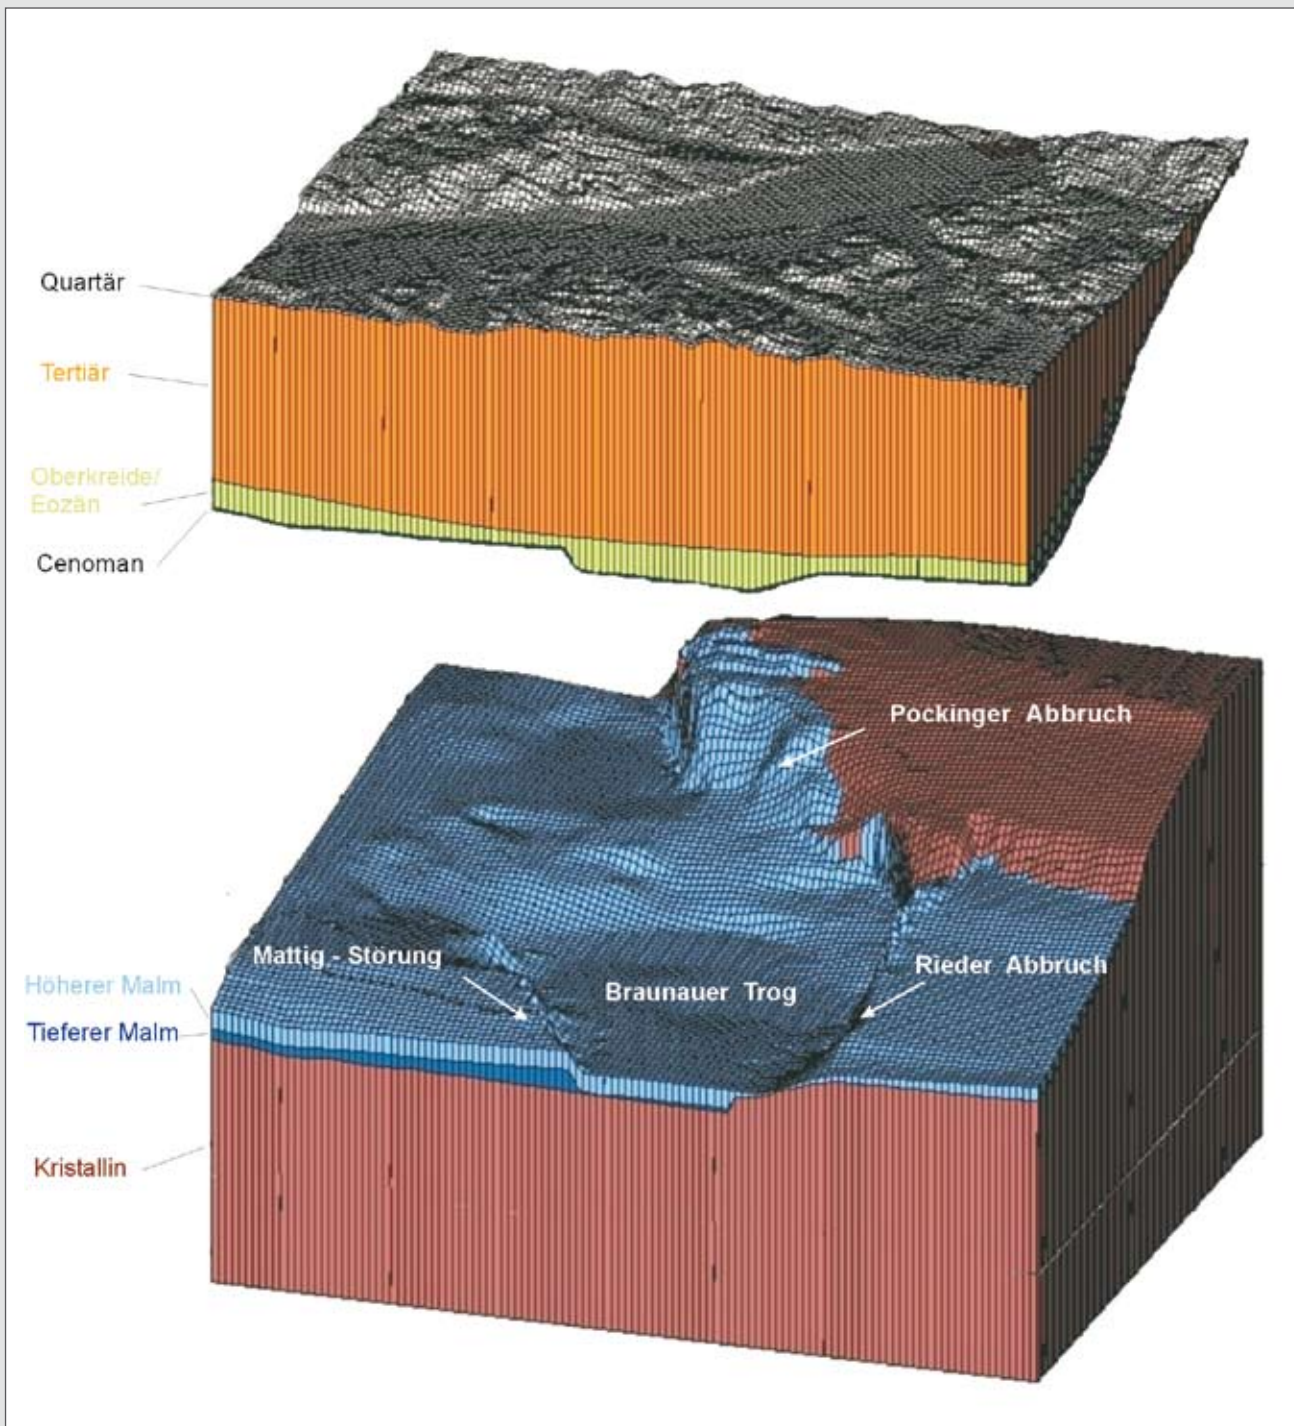 Quartär
Tertiär
Oberkreide/
Eozän
Cenoman
Pockinger Abbruch
Mattig - Störung
Braunauer Trog
Rieder Abbruch
Höherer Malm
Tieferer Malm
Kristallin